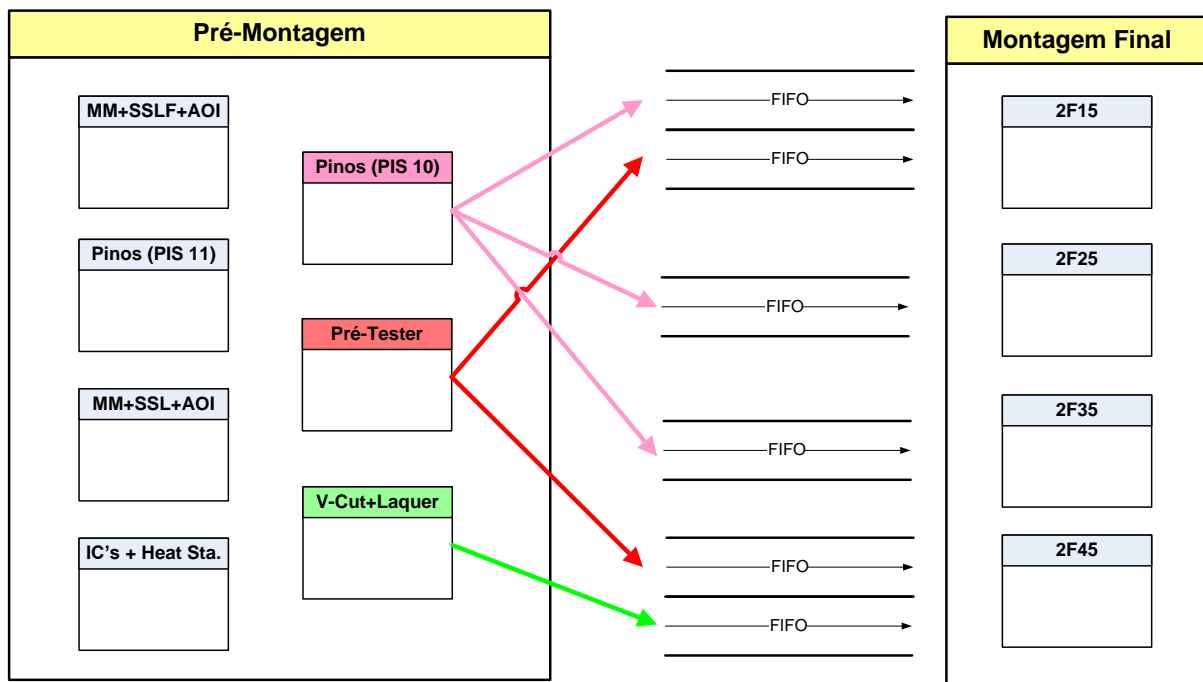 Pré-Montagem
MM+SSLF+AOI
Pinos (PIS 11)
MM+SSL+AOI
IC's + Heat Sta.
Pinos (PIS 10)
Pré-Tester
V-Cut+Laquer
FIFO
FIFO
FIFO
FIFO
FIFO
FIFO
Montagem Final
2F15
2F25
2F35
2F45